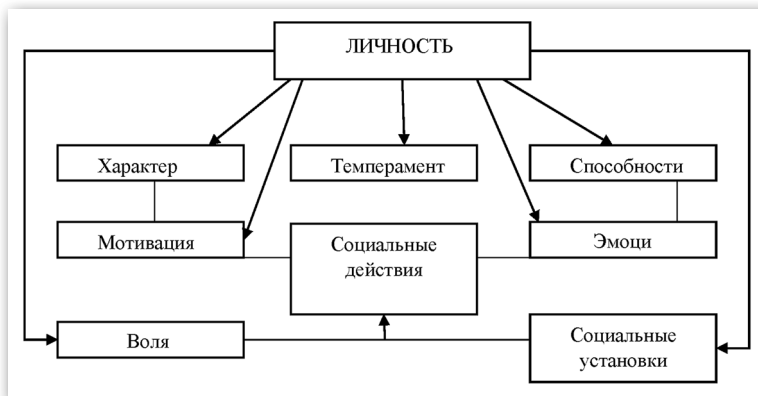 ЛИЧНОСТЬ
Характер
Темперамент
Способности
Мотивация
Социальные
действия
Эмоци
Воля
Социальные
установки